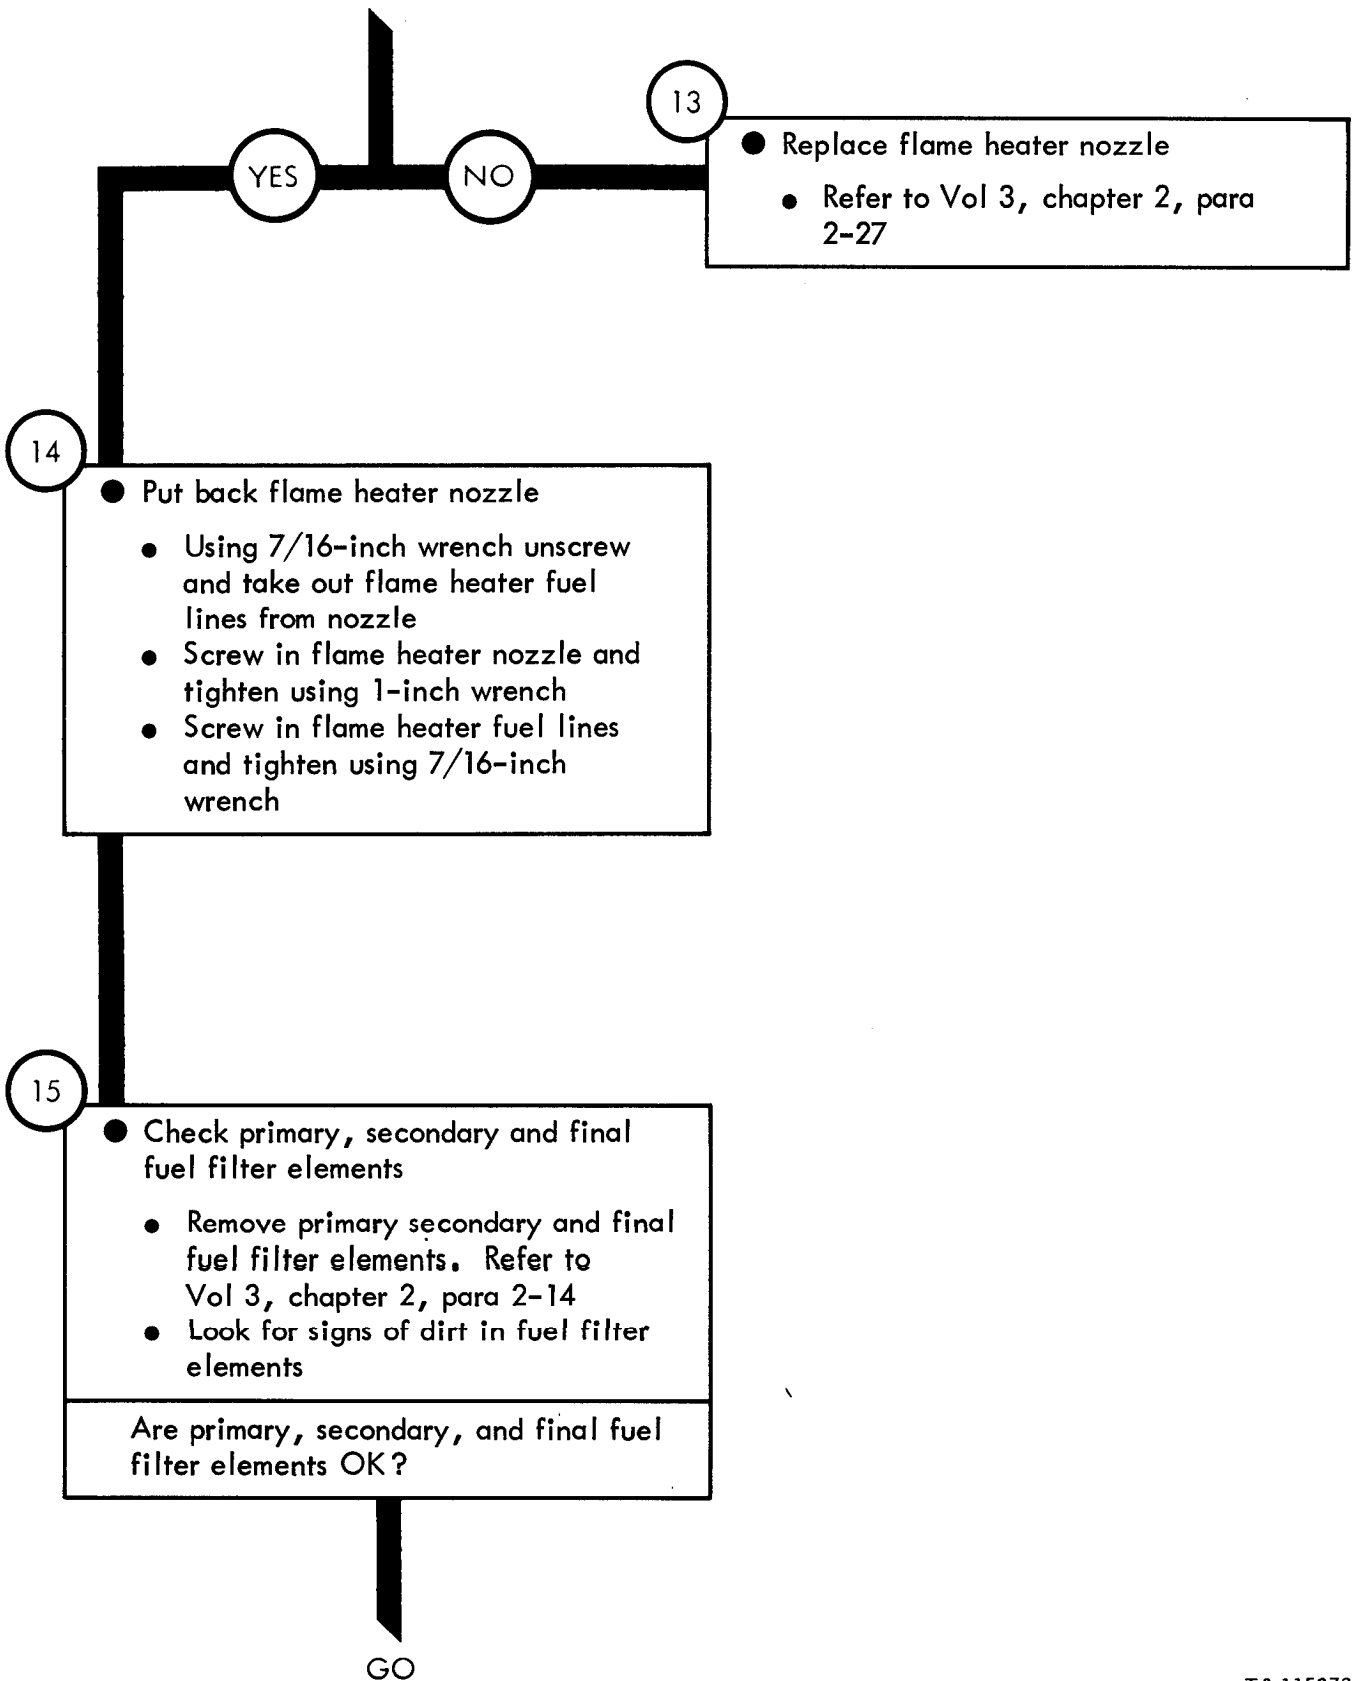 13
YES
NO
● Replace flame heater nozzle
● Refer to Vol 3, chapter 2, para
2-27
14
● Put back flame heater nozzle
● Using 7/16-inch wrench unscrew
and take out flame heater fuel
lines from nozzle
● Screw in flame heater nozzle and
tighten using 1-inch wrench
● Screw in flame heater fuel lines
and tighten using 7/16-inch
wrench
15
● Check primary, secondary and final
fuel filter elements
● Remove primary secondary and final
fuel filter elements. Refer to
Vol 3, chapter 2, para 2-14
● Look for signs of dirt in fuel filter
elements
Are primary, secondary, and final fuel
filter elements OK?
GO